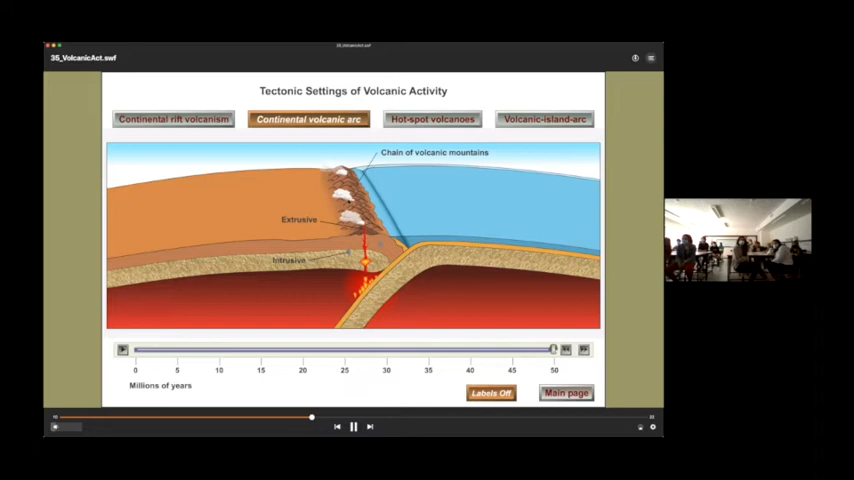 35_VolcanicAct.swf
35_VolcanicAct.swf
Tectonic Settings of Volcanic Activity
Continental rift volcanism Continental volcanic arc Hot-spot volcanoes Volcanic-island-arc
Chain of volcanic mountains
Extrusive
Intrusive
0 5 10 15 20 25 30 35 40 45 50
Millions of years
Labels Off Main page